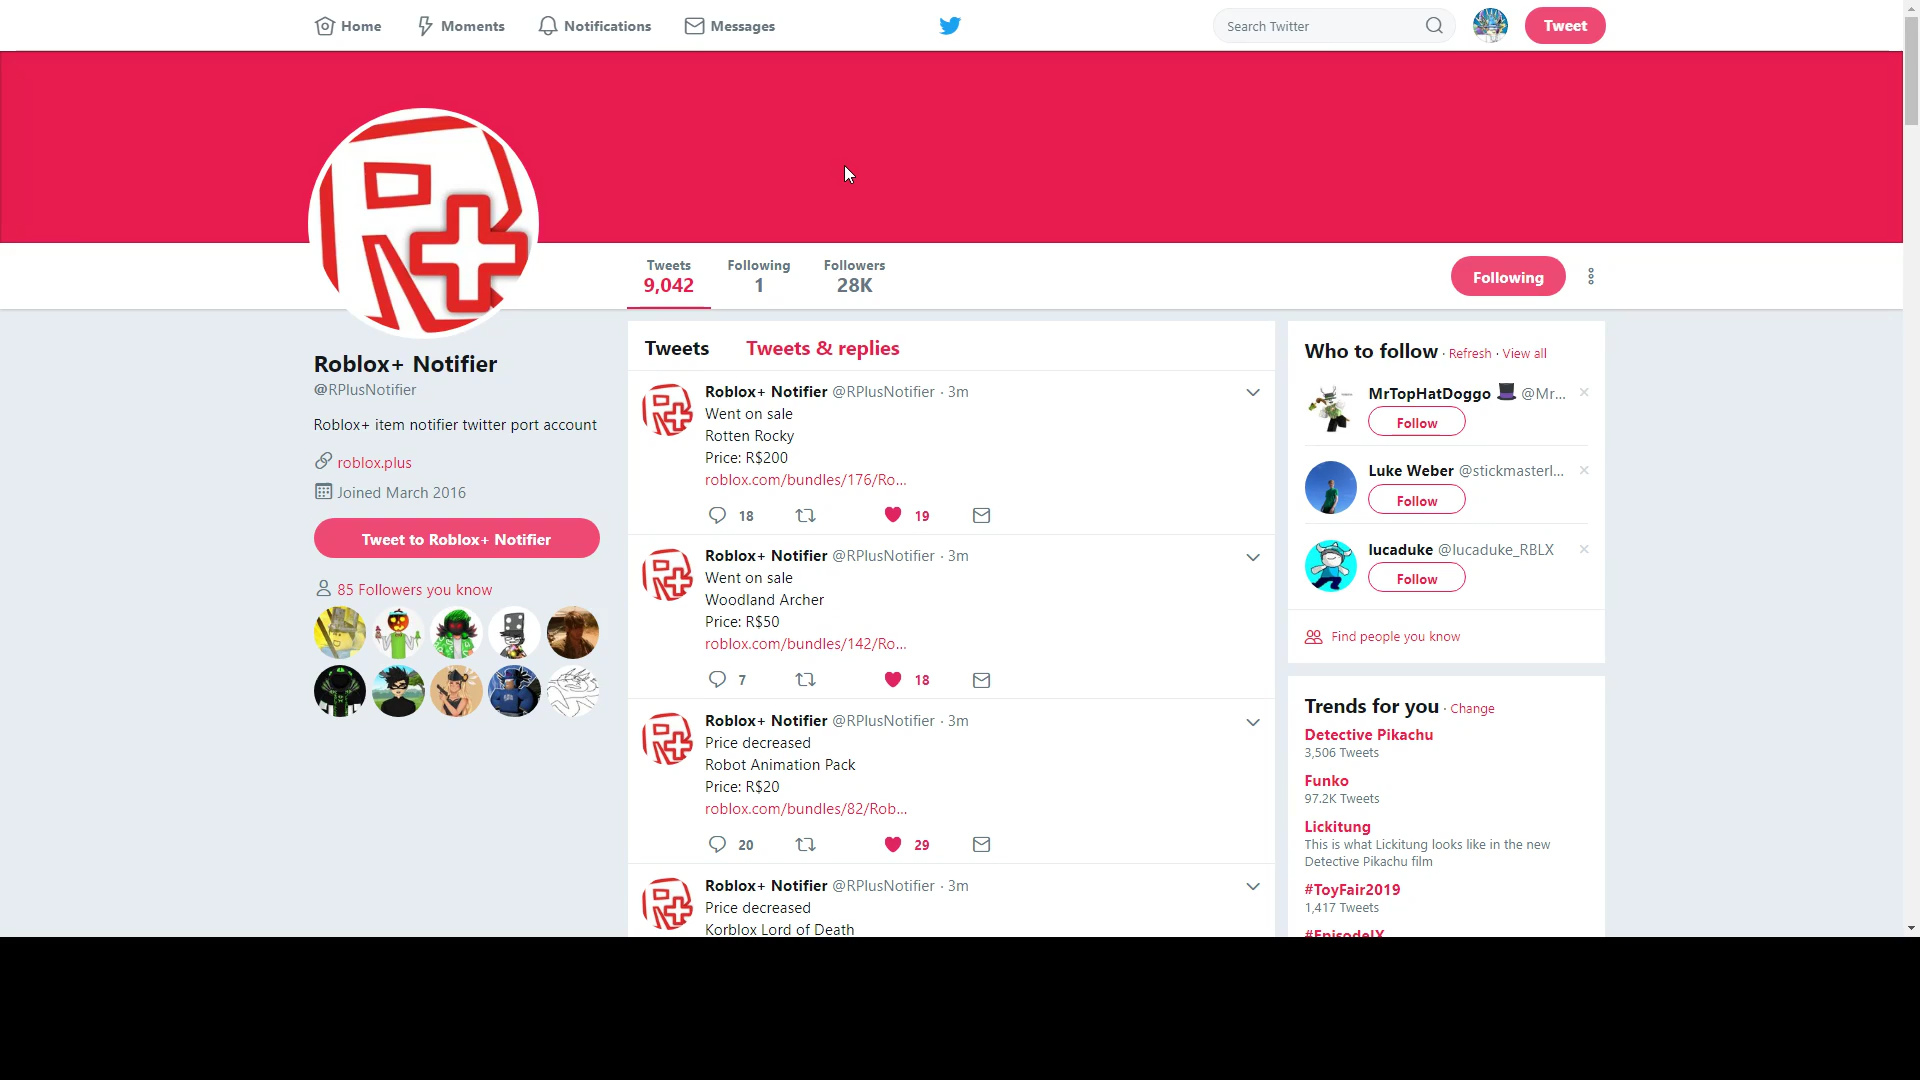 Home
Moments
Notifications
Messages
Search Twitter
Tweet
Tweets
9,042
Following
1
Followers
28K
Following
Roblox+ Notifier
@RPlusNotifier
Roblox+ item notifier twitter port account
roblox.plus
Joined March 2016
Tweet to Roblox+ Notifier
85 Followers you know
Tweets
Tweets & replies
Roblox+ Notifier @RPlusNotifier · 3m
Went on sale
Rotten Rocky
Price: R$200
roblox.com/bundles/176/Ro...
18
19
Roblox+ Notifier @RPlusNotifier · 3m
Went on sale
Woodland Archer
Price: R$50
roblox.com/bundles/142/Ro...
7
18
Roblox+ Notifier @RPlusNotifier · 3m
Price decreased
Robot Animation Pack
Price: R$20
roblox.com/bundles/82/Rob...
20
29
Roblox+ Notifier @RPlusNotifier · 3m
Price decreased
Korblox Lord of Death
Who to follow · Refresh · View all
MrTopHatDoggo @Mr...
Follow
Luke Weber @stickmasterl...
Follow
lucaduke @lucaduke_RBLX
Follow
Find people you know
Trends for you · Change
Detective Pikachu
3,506 Tweets
Funko
97.2K Tweets
Lickitung
This is what Lickitung looks like in the new
Detective Pikachu film
#ToyFair2019
1,417 Tweets
#EpisodeIX